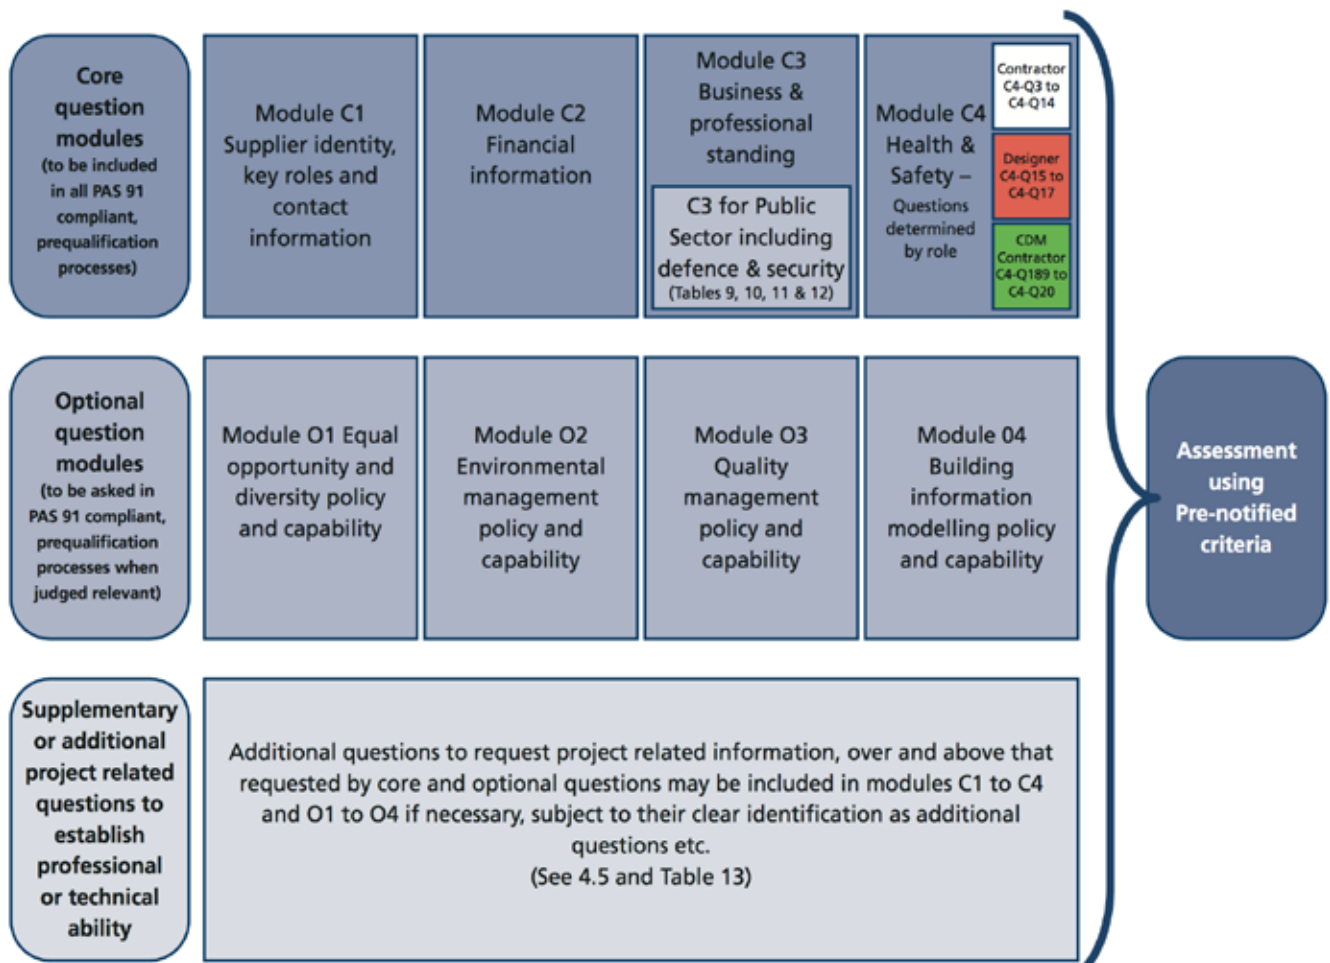 Core
question
modules
(to be included
in all PAS 91
compliant,
prequalification
processes)
Module C1
Supplier identity,
key roles and
contact
information
Module C2
Financial
information
Module C3
Business &
professional
standing
C3 for Public
Sector including
defence & security
(Tables 9, 10, 11 & 12)
Module C4
Health &
Safety –
Questions
determined
by role
Contractor
C4-Q3 to
C4-Q14
Designer
C4-Q15 to
C4-Q17
CDM
Contractor
C4-Q189 to
C4-Q20
Optional
question
modules
(to be asked in
PAS 91 compliant,
prequalification
processes when
judged relevant)
Module O1 Equal
opportunity and
diversity policy
and capability
Module O2
Environmental
management
policy and
capability
Module O3
Quality
management
policy and
capability
Module 04
Building
information
modelling policy
and capability
Assessment
using
Pre-notified
criteria
Supplementary
or additional
project related
questions to
establish
professional
or technical
ability
Additional questions to request project related information, over and above that
requested by core and optional questions may be included in modules C1 to C4
and O1 to O4 if necessary, subject to their clear identification as additional
questions etc.
(See 4.5 and Table 13)